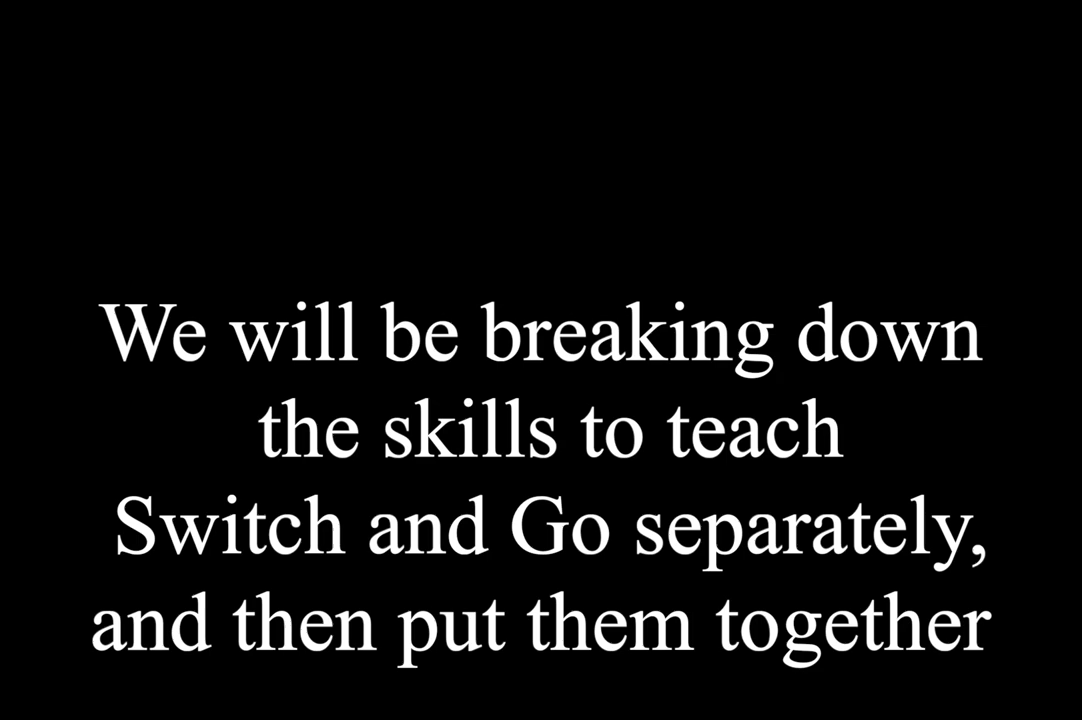 We will be breaking down
the skills to teach
Switch and Go separately,
and then put them together